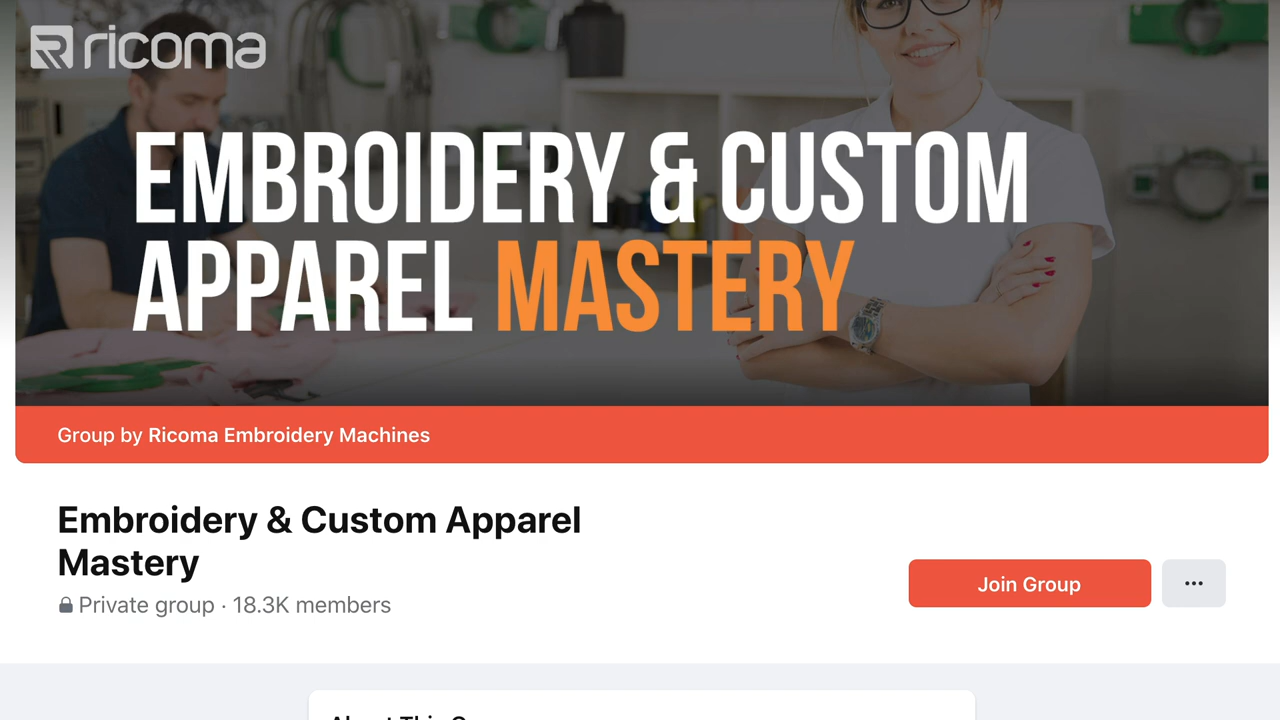 ricoma
EMBROIDERY & CUSTOM
APPAREL MASTERY
Group by Ricoma Embroidery Machines
Embroidery & Custom Apparel
Mastery
Private group · 18.3K members
Join Group